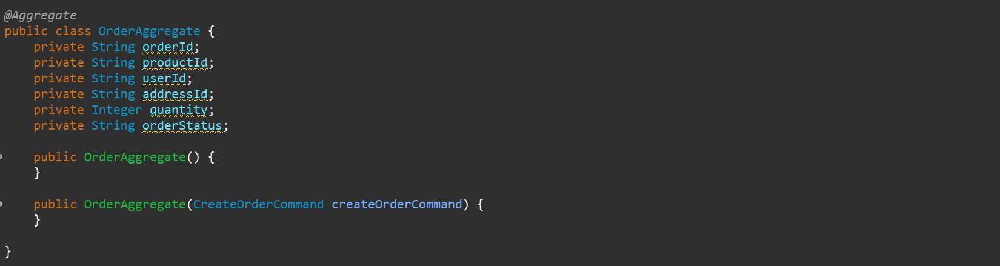 @Aggregate
public class OrderAggregate {
    private String orderId;
    private String productId;
    private String userId;
    private String addressId;
    private Integer quantity;
    private String orderStatus;
    public OrderAggregate() {
    }
    public OrderAggregate(CreateOrderCommand createOrderCommand) {
    }
}